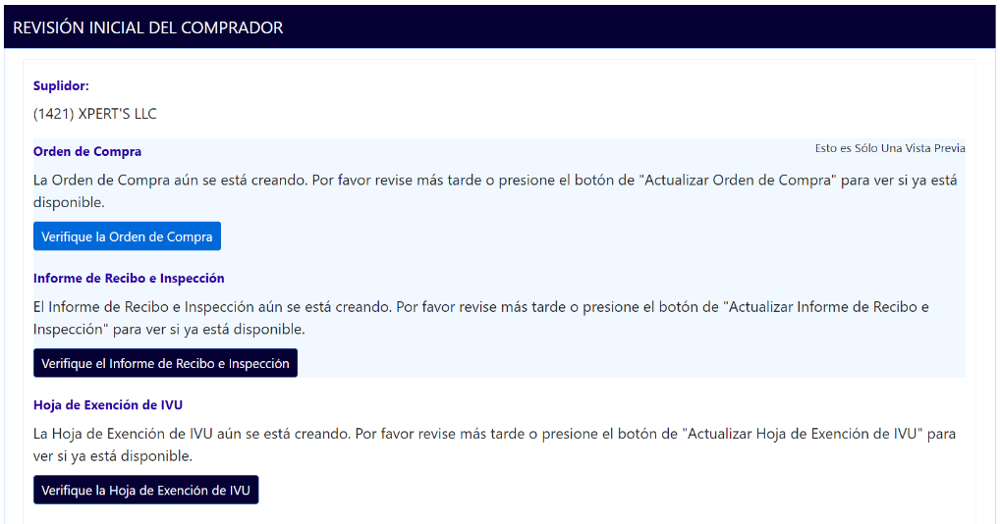 REVISIÓN INICIAL DEL COMPRADOR
Suplidor:
(1421) XPERT'S LLC
Orden de Compra
Esto es Sólo Una Vista Previa
La Orden de Compra aún se está creando. Por favor revise más tarde o presione el botón de "Actualizar Orden de Compra" para ver si ya está
disponible.
Verifique la Orden de Compra
Informe de Recibo e Inspección
El Informe de Recibo e Inspección aún se está creando. Por favor revise más tarde o presione el botón de "Actualizar Informe de Recibo e
Inspección" para ver si ya está disponible.
Verifique el Informe de Recibo e Inspección
Hoja de Exención de IVU
La Hoja de Exención de IVU aún se está creando. Por favor revise más tarde o presione el botón de "Actualizar Hoja de Exención de IVU" para
ver si ya está disponible.
Verifique la Hoja de Exención de IVU